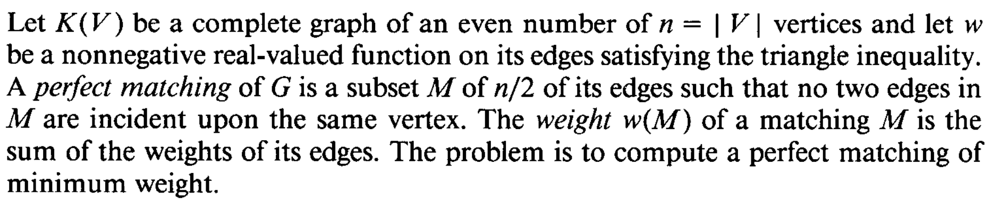 Let K(V) be a complete graph of an even number of n = | V | vertices and let w
be a nonnegative real-valued function on its edges satisfying the triangle inequality.
A perfect matching of G is a subset M of n/2 of its edges such that no two edges in
M are incident upon the same vertex. The weight w(M) of a matching M is the
sum of the weights of its edges. The problem is to compute a perfect matching of
minimum weight.